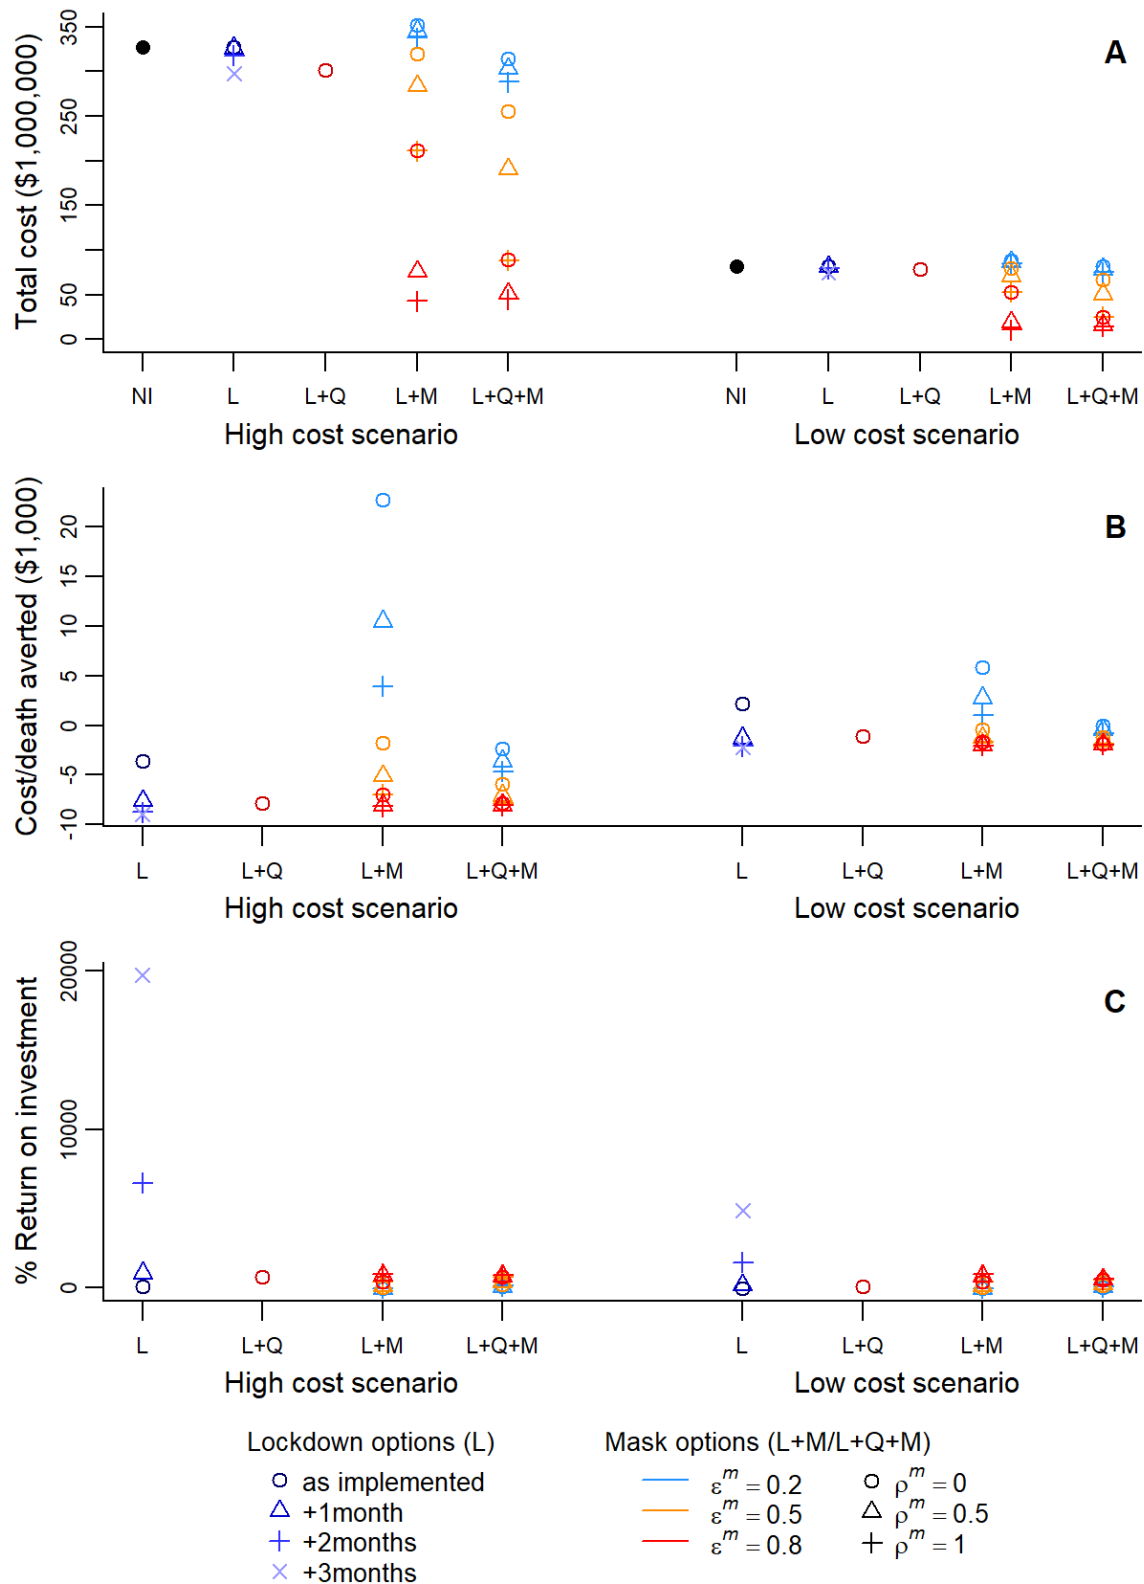 A
Total cost ($1,000,000)
350
250
150
50
0
NI L L+Q L+M L+Q+M NI L L+Q L+M L+Q+M
High cost scenario Low cost scenario
B
Cost/death averted ($1,000)
20
15
10
5
0
-5
-10
L L+Q L+M L+Q+M L L+Q L+M L+Q+M
High cost scenario Low cost scenario
C
% Return on investment
20000
10000
0
L L+Q L+M L+Q+M L L+Q L+M L+Q+M
High cost scenario Low cost scenario
Lockdown options (L) Mask options (L+M/L+Q+M)
as implemented εᵐ = 0.2 ρᵐ = 0
+1month εᵐ = 0.5 ρᵐ = 0.5
+2months εᵐ = 0.8 ρᵐ = 1
+3months